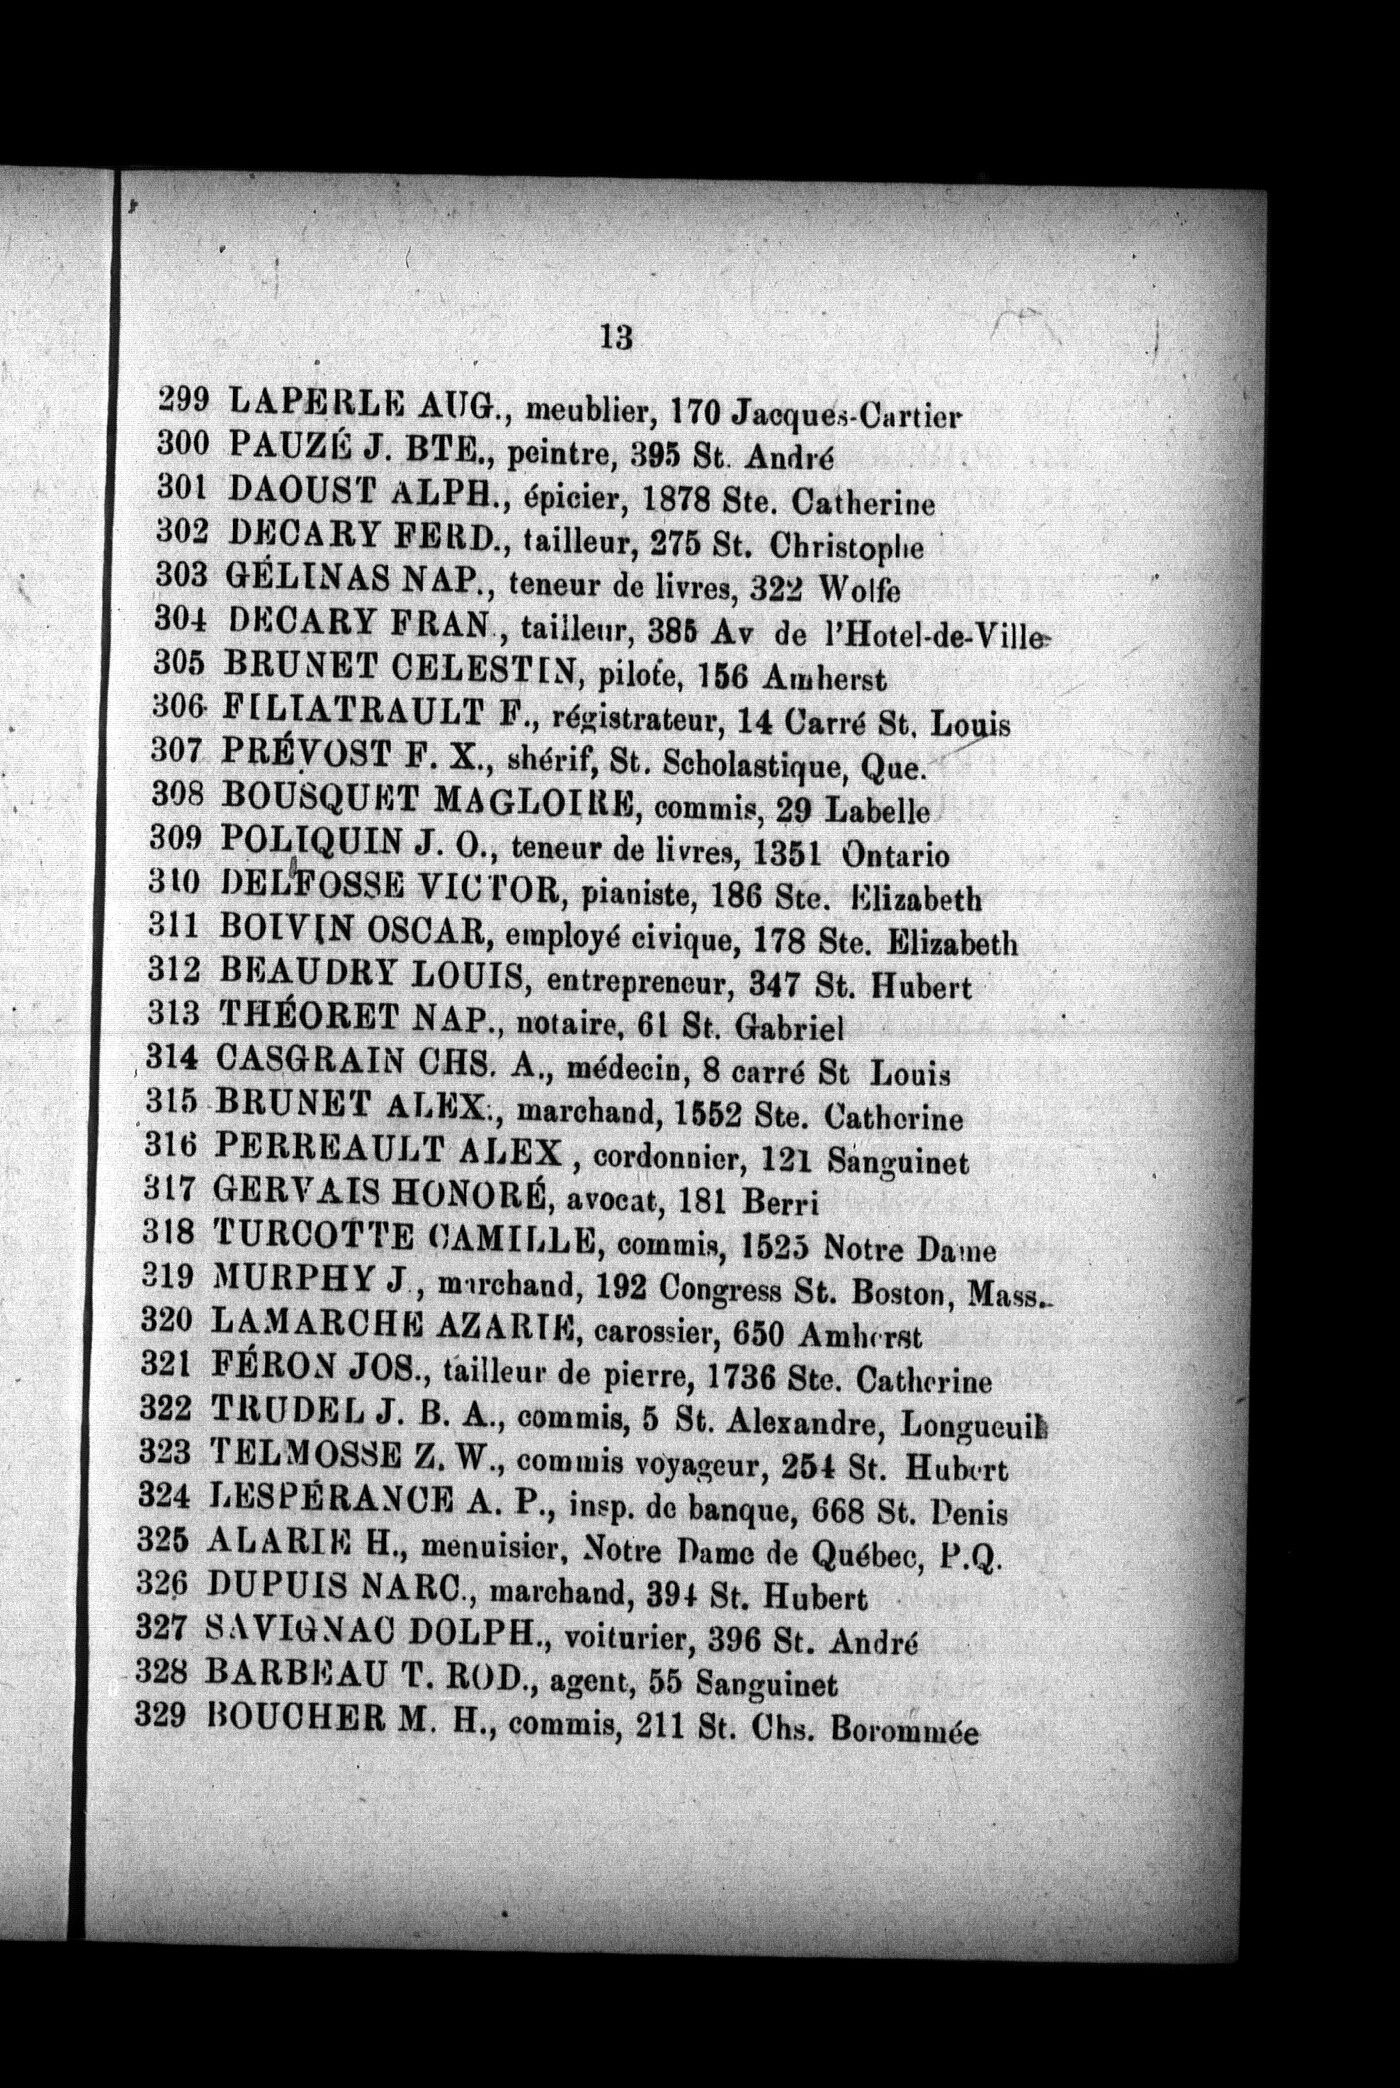 13
299 LAPERLE AUG., meublier, 170 Jacques-Cartier
300 PAUZÉ J. BTE., peintre, 395 St. André
301 DAOUST ALPH., épicier, 1878 Ste. Catherine
302 DECARY FERD., tailleur, 275 St. Christophe
303 GÉLINAS NAP., teneur de livres, 322 Wolfe
304 DECARY FRAN., tailleur, 385 Av de l'Hotel-de-Ville
305 BRUNET CELESTIN, pilote, 156 Amherst
306 FILIATRAULT F., régistrateur, 14 Carré St. Louis
307 PRÉVOST F. X., shérif, St. Scholastique, Que.
308 BOUSQUET MAGLOIRE, commis, 29 Labelle
309 POLIQUIN J. O., teneur de livres, 1351 Ontario
310 DELFOSSE VICTOR, pianiste, 186 Ste. Elizabeth
311 BOIVIN OSCAR, employé civique, 178 Ste. Elizabeth
312 BEAUDRY LOUIS, entrepreneur, 347 St. Hubert
313 THÉORET NAP., notaire, 61 St. Gabriel
314 CASGRAIN CHS. A., médecin, 8 carré St Louis
315 BRUNET ALEX., marchand, 1552 Ste. Catherine
316 PERREAULT ALEX , cordonnier, 121 Sanguinet
317 GERVAIS HONORÉ, avocat, 181 Berri
318 TURCOTTE CAMILLE, commis, 1525 Notre Dame
319 MURPHY J., marchand, 192 Congress St. Boston, Mass.
320 LAMARCHE AZARIE, carossier, 650 Amherst
321 FÉRON JOS., tailleur de pierre, 1736 Ste. Catherine
322 TRUDEL J. B. A., commis, 5 St. Alexandre, Longueuil
323 TELMOSSE Z. W., commis voyageur, 254 St. Hubert
324 LESPÉRANCE A. P., insp. de banque, 668 St. Denis
325 ALARIE H., menuisier, Notre Dame de Québec, P.Q.
326 DUPUIS NARC., marchand, 394 St. Hubert
327 SAVIGNAC DOLPH., voiturier, 396 St. André
328 BARBEAU T. ROD., agent, 55 Sanguinet
329 BOUCHER M. H., commis, 211 St. Chs. Borommée